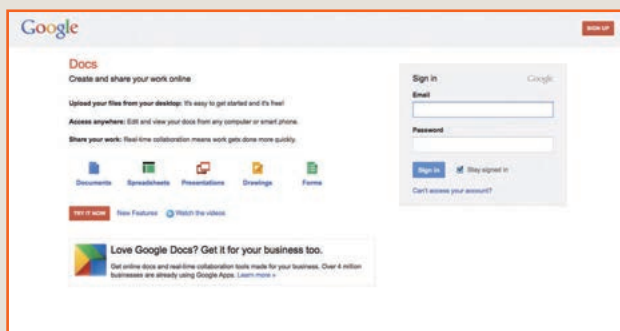 Google
SIGN UP
Docs
Create and share your work online
Upload your files from your desktop: It's easy to get started and it's free!
Access anywhere: Edit and view your docs from any computer or smart phone.
Share your work: Real-time collaboration means work gets done more quickly.
Documents Spreadsheets Presentations Drawings Forms
TRY IT NOW New Features Watch the videos
Love Google Docs? Get it for your business too.
Get online docs and real-time collaboration tools made for your business. Over 4 million
businesses are already using Google Apps. Learn more »
Sign in Google
Email
Password
Sign in Stay signed in
Can't access your account?